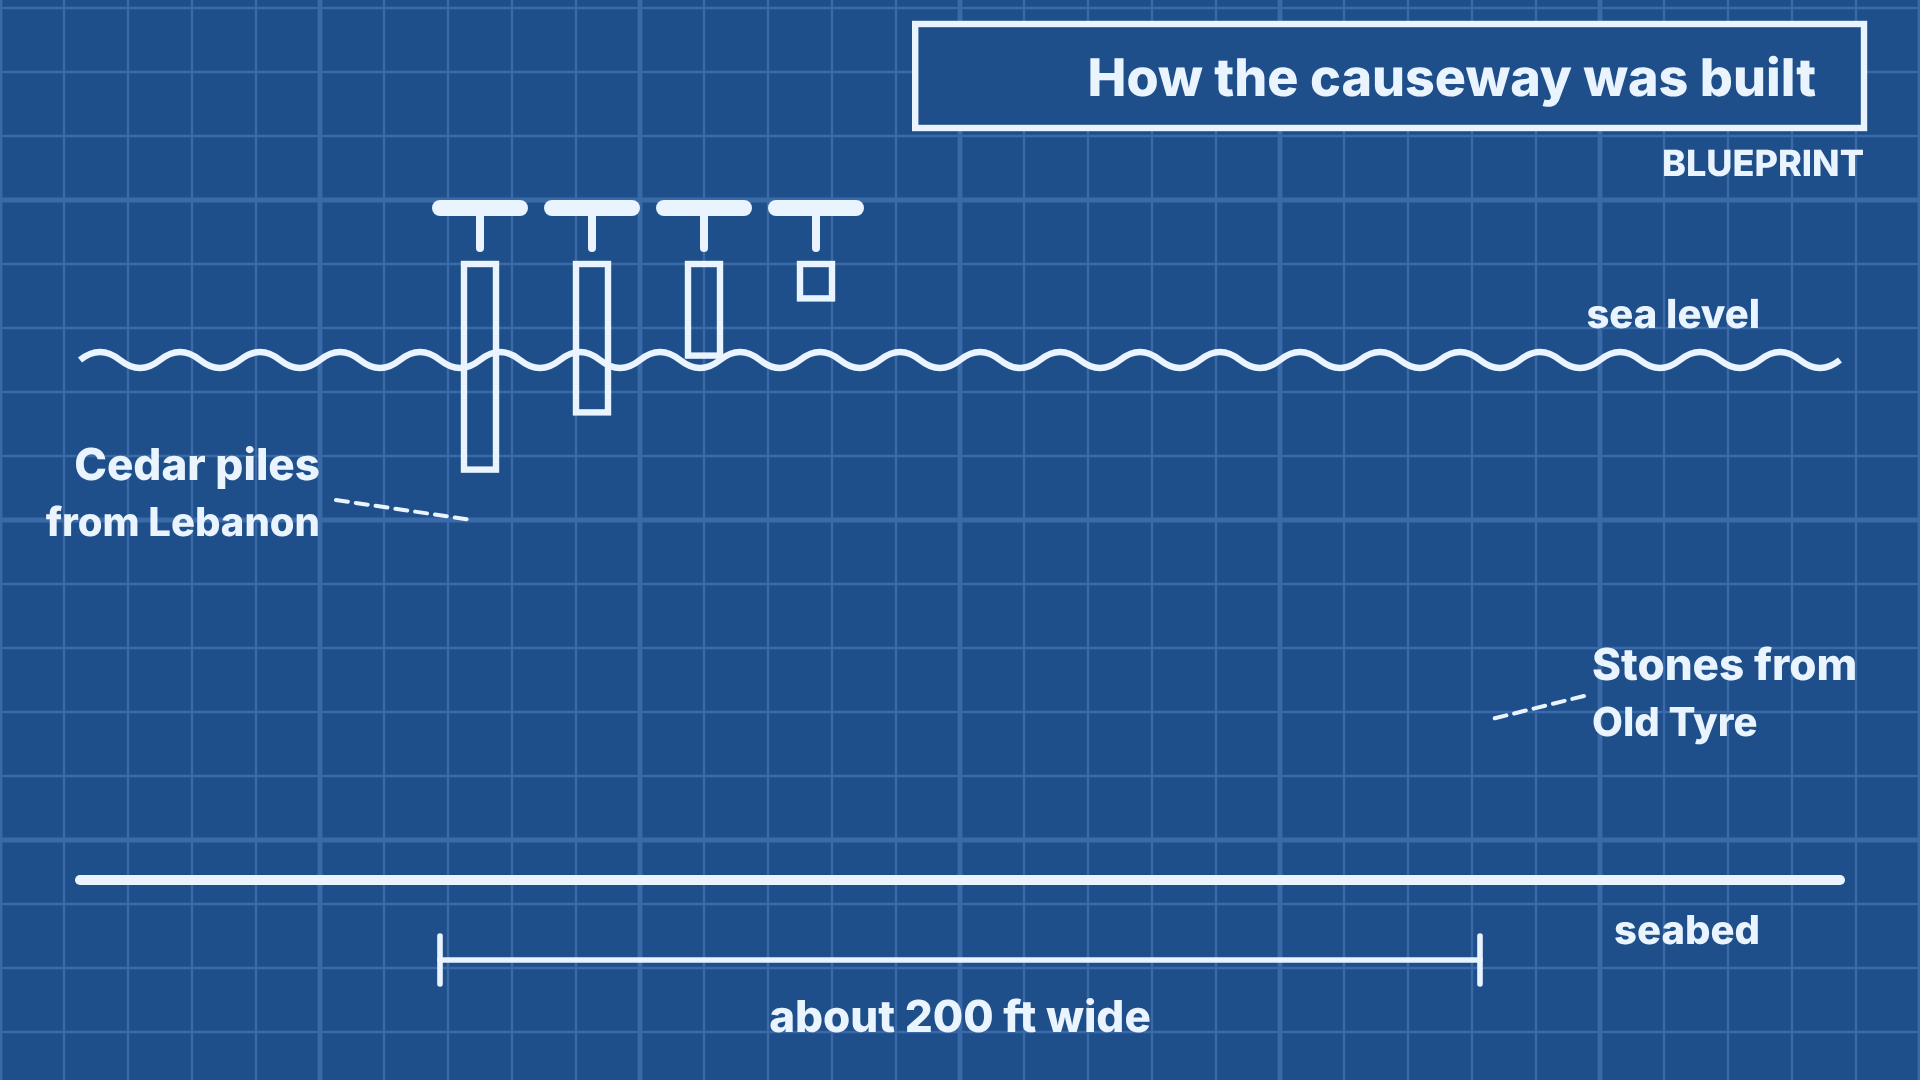 How the causeway was built
BLUEPRINT
sea level
Cedar piles
from Lebanon
Stones from
Old Tyre
seabed
about 200 ft wide